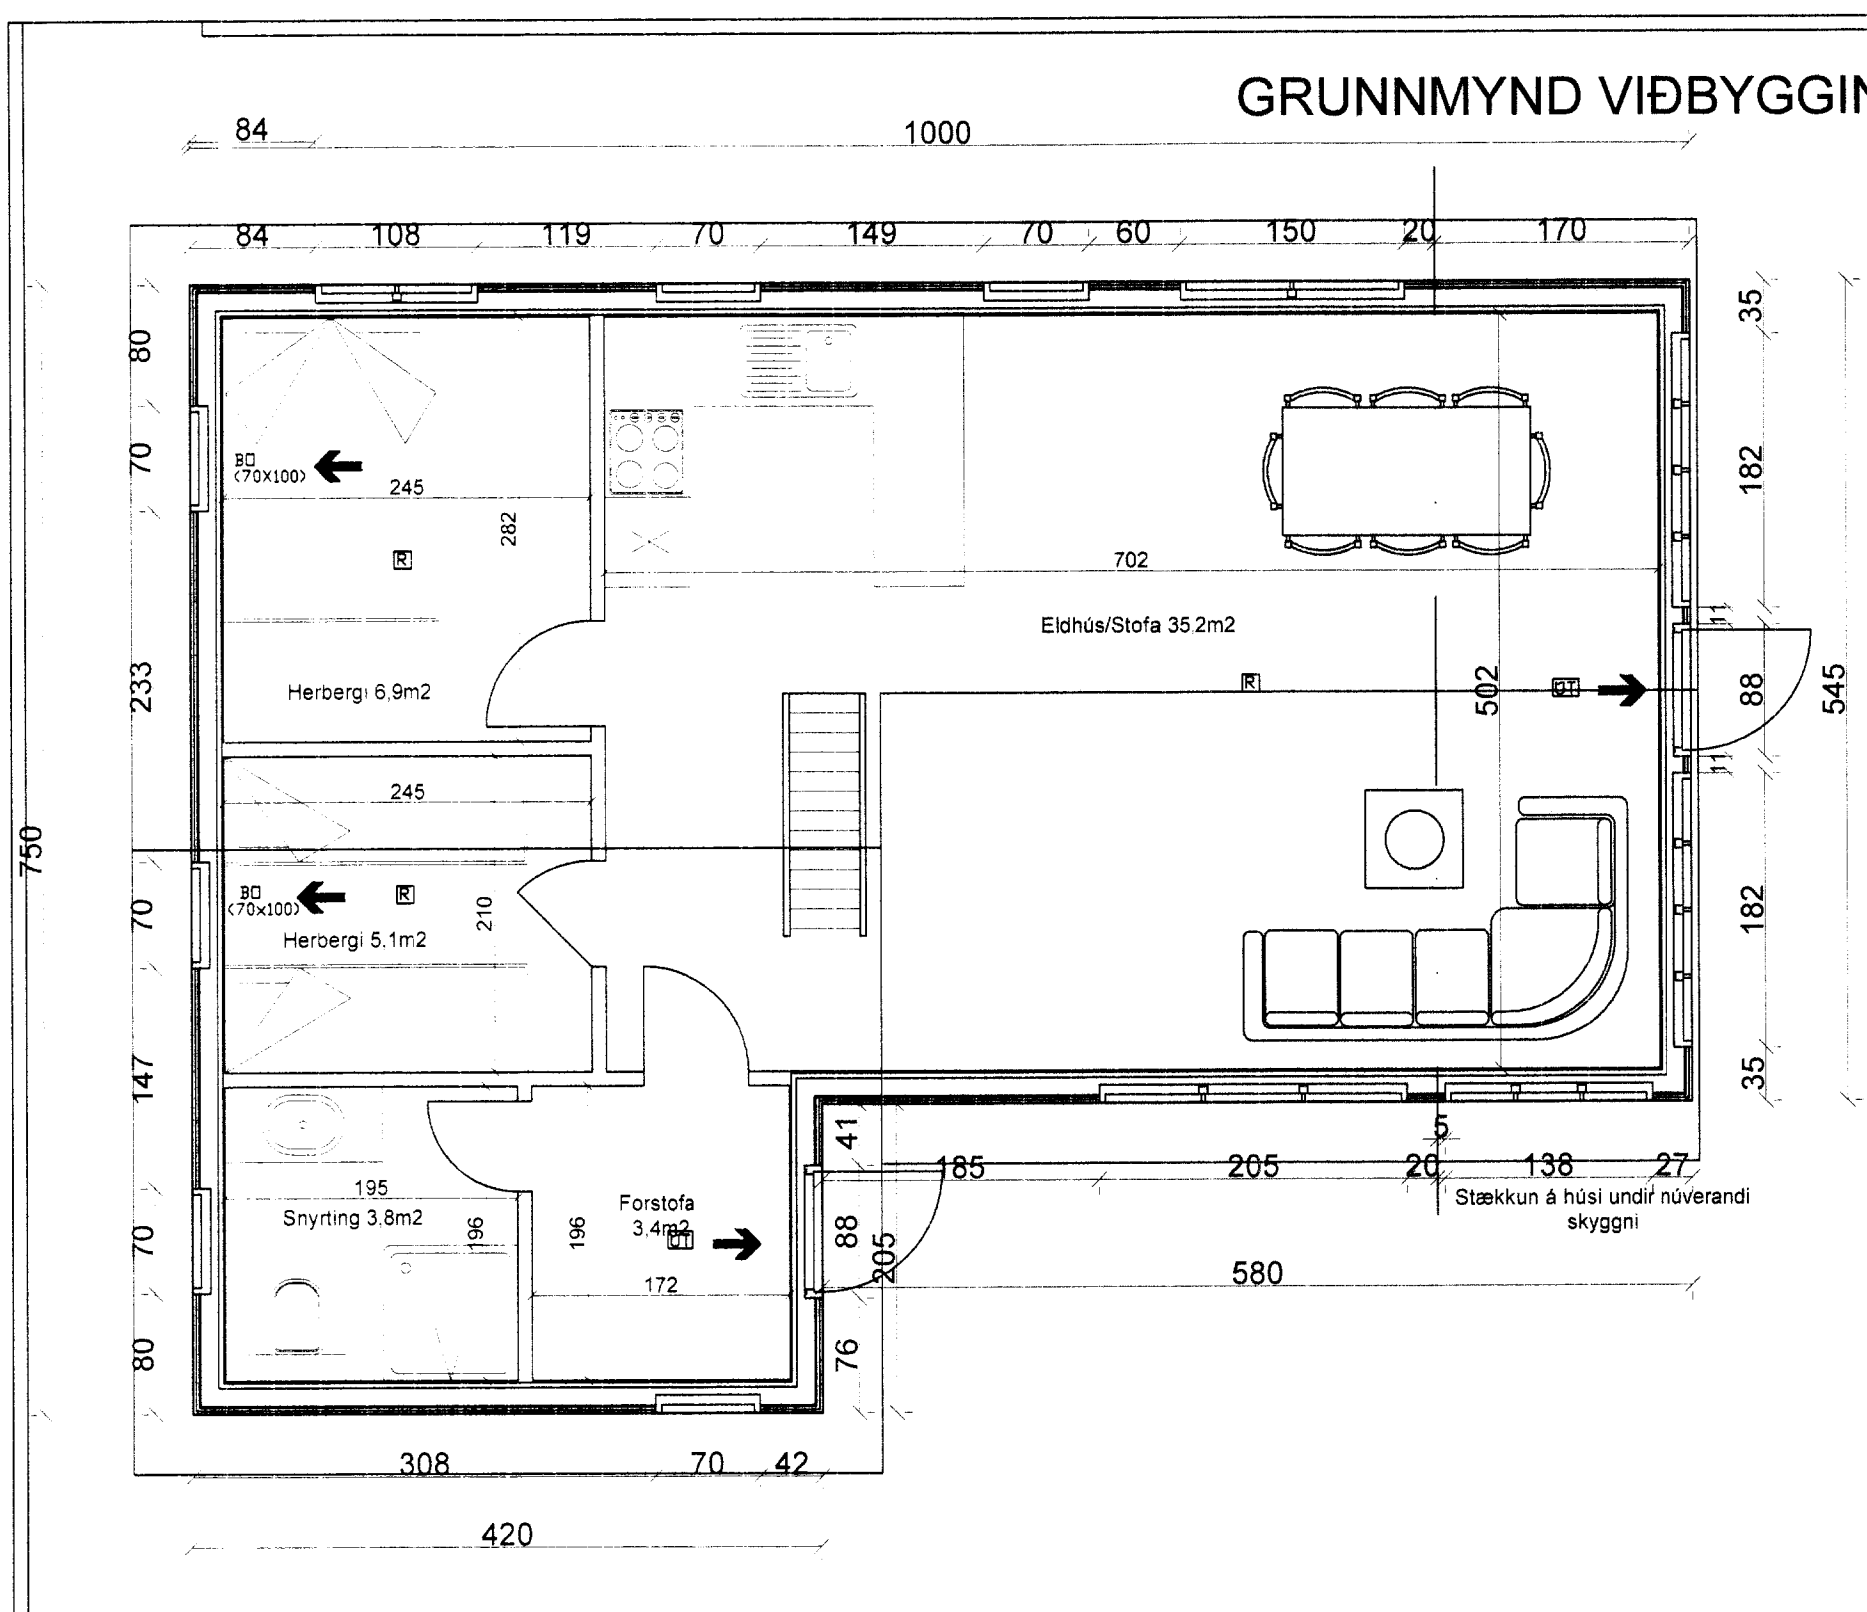 GRUNNMYND VIÐBYGGIN
84
1000
84 108 119 70 149 70 60 150 20 170
80
70
233
70
147
70
80
750
35
182
11
88
11
182
35
545
BO
(70X100)
245
282
R
Herbergi 6,9m2
702
Eldhús/Stofa 35,2m2
R
502
ÚT
245
BO
(70x100)
R
210
Herbergi 5,1m2
195
Snyrting 3,8m2
196
196
Forstofa
3,4m2
ÚT
172
41
88
205
76
5
185 205 20 138 27
Stækkun á húsi undir núverandi
skyggni
580
308 70 42
420